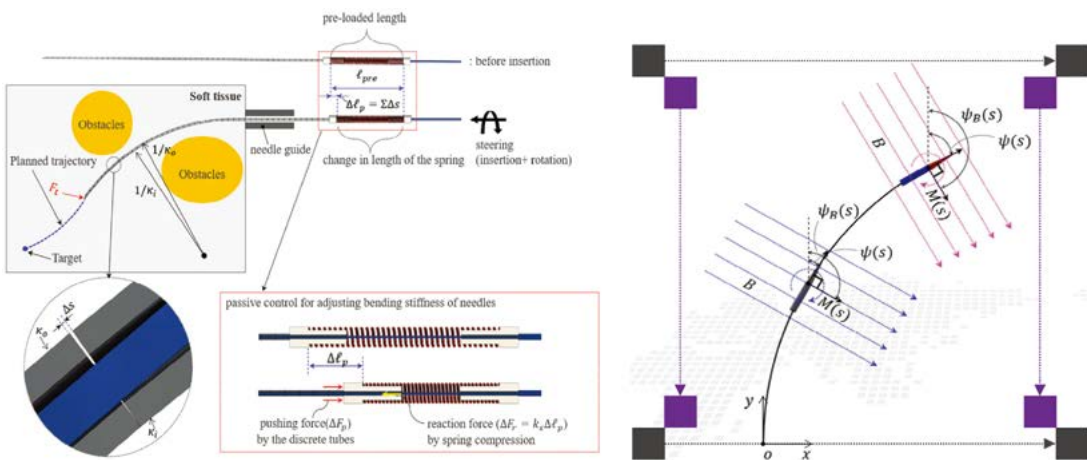 pre-loaded length
: before insertion
ℓpre
Soft tissue
Δℓp = ΣΔs
Obstacles
needle guide
steering
(insertion+ rotation)
change in length of the spring
1/κo
Planned trajectory
Obstacles
1/κi
Ft
Target
Δs
κo
κi
passive control for adjusting bending stiffness of needles
Δℓp
pushing force(ΔFp)
by the discrete tubes
reaction force (ΔFr = ksΔℓp)
by spring compression
ψB(s)
B
ψ(s)
M(s)
ψB(s)
ψ(s)
B
M(s)
y
o
x